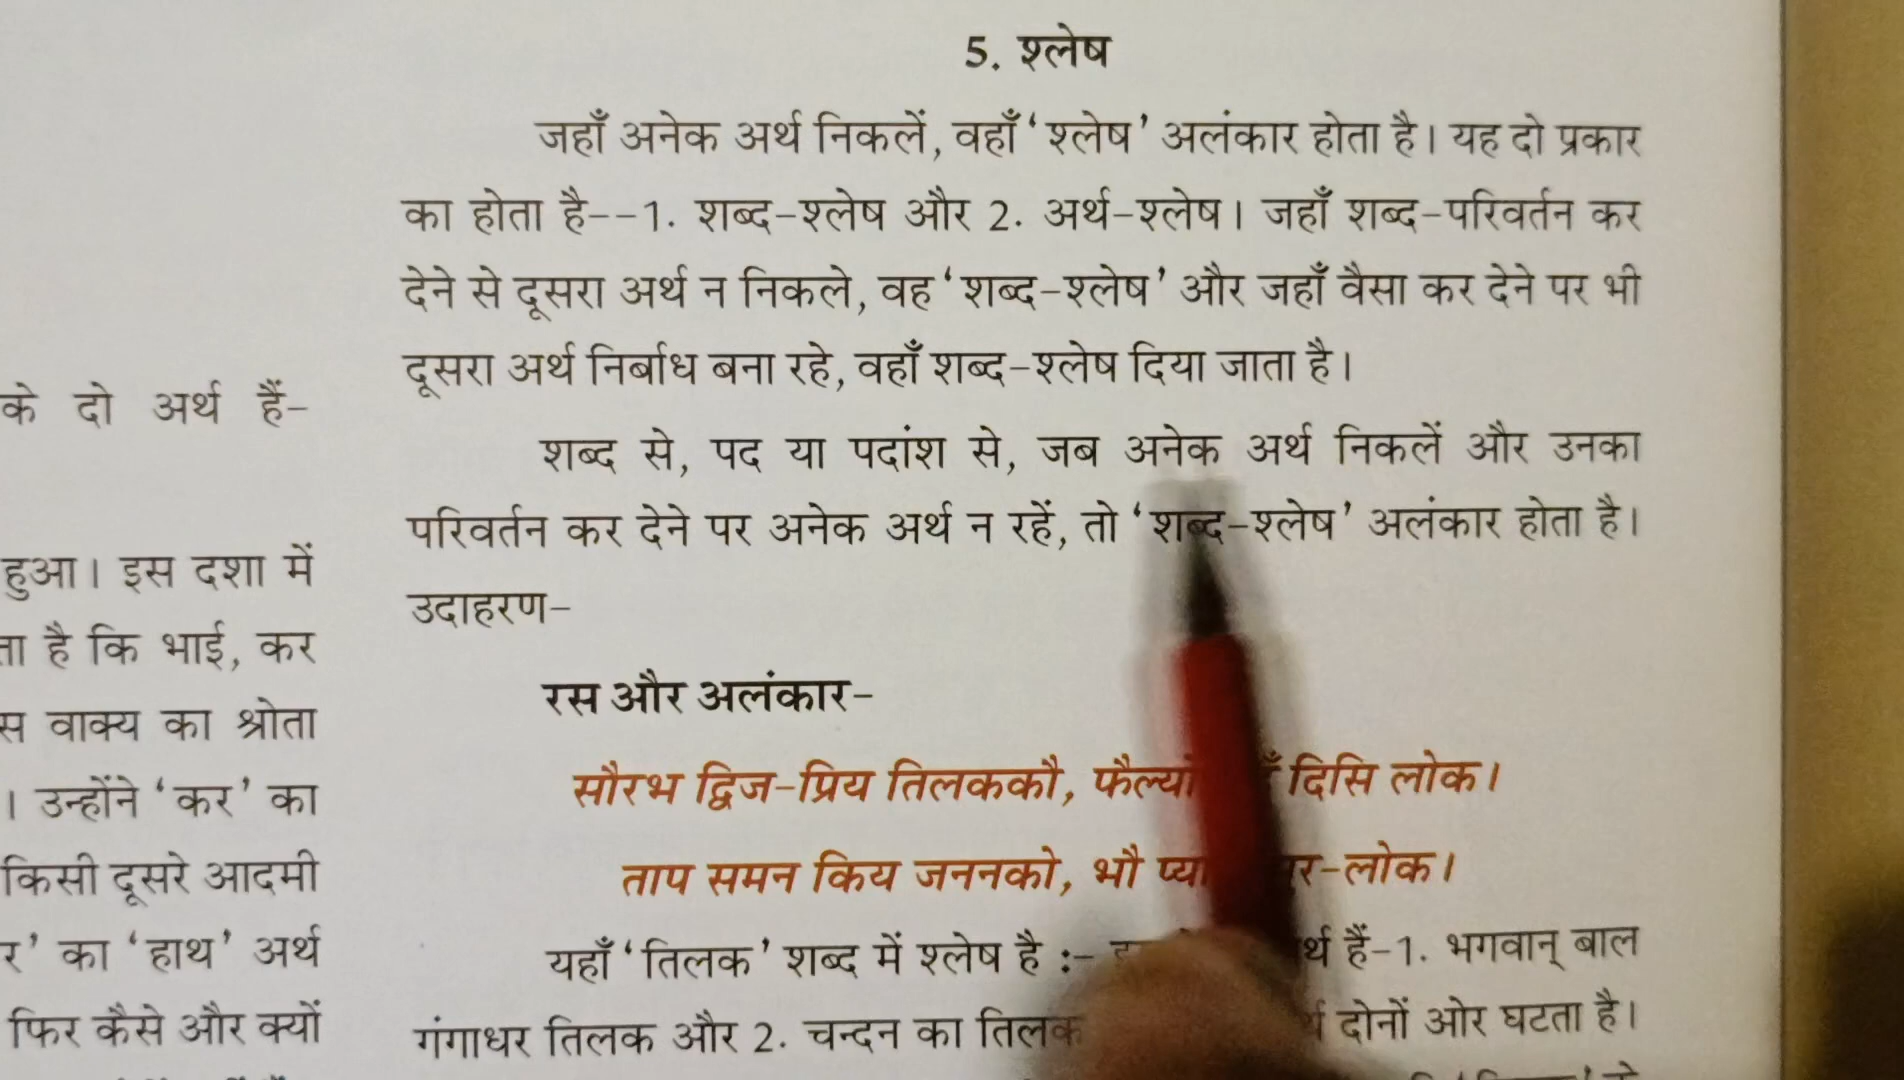 के दो अर्थ हैं-
हुआ। इस दशा में
ता है कि भाई, कर
स वाक्य का श्रोता
। उन्होंने ‘कर’ का
किसी दूसरे आदमी
र’ का ‘हाथ’ अर्थ
फिर कैसे और क्यों
5. श्लेष
जहाँ अनेक अर्थ निकलें, वहाँ ‘श्लेष’ अलंकार होता है। यह दो प्रकार
का होता है--1. शब्द-श्लेष और 2. अर्थ-श्लेष। जहाँ शब्द-परिवर्तन कर
देने से दूसरा अर्थ न निकले, वह ‘शब्द-श्लेष’ और जहाँ वैसा कर देने पर भी
दूसरा अर्थ निर्बाध बना रहे, वहाँ शब्द-श्लेष दिया जाता है।
शब्द से, पद या पदांश से, जब अनेक अर्थ निकलें और उनका
परिवर्तन कर देने पर अनेक अर्थ न रहें, तो ‘शब्द-श्लेष’ अलंकार होता है।
उदाहरण-
रस और अलंकार-
सौरभ द्विज-प्रिय तिलककौ, दिसि लोक।
ताप समन किय जननको, भौ लोक।
यहाँ ‘तिलक’ शब्द में श्लेष है :- हैं-1. भगवान् बाल
गंगाधर तिलक और 2. चन्दन का तिलक दोनों ओर घटता है।